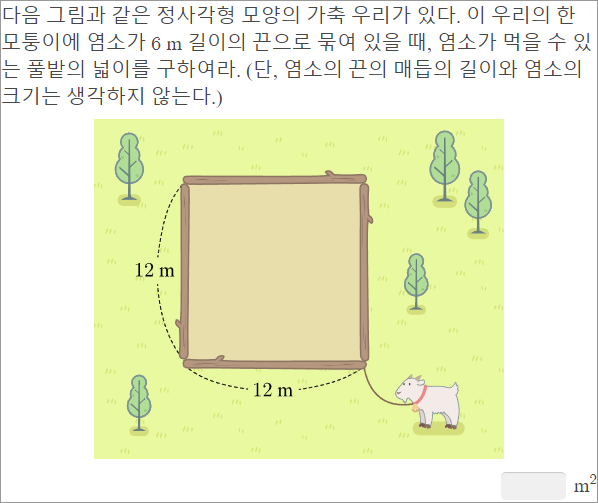 다음 그림과 같은 정사각형 모양의 가축 우리가 있다. 이 우리의 한
모퉁이에 염소가 6 m 길이의 끈으로 묶여 있을 때, 염소가 먹을 수 있
는 풀밭의 넓이를 구하여라. (단, 염소의 끈의 매듭의 길이와 염소의
크기는 생각하지 않는다.)
12 m
12 m
m²